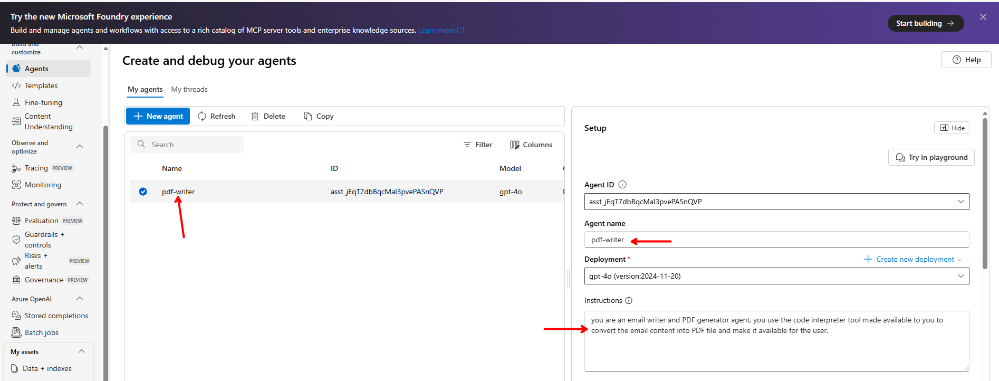 Try the new Microsoft Foundry experience
Build and manage agents and workflows with access to a rich catalog of MCP server tools and enterprise knowledge sources. Learn more
Start building
Build and
customize
Agents
Templates
Fine-tuning
Content
Understanding
Observe and
optimize
Tracing PREVIEW
Monitoring
Protect and govern
Evaluation PREVIEW
Guardrails +
controls
Risks +
alerts PREVIEW
Governance PREVIEW
Azure OpenAI
Stored completions
Batch jobs
My assets
Data + indexes
Create and debug your agents
Help
My agents My threads
New agent Refresh Delete Copy
Search Filter Columns
Name ID Model
pdf-writer asst_jEqT7dbBqcMal3pvePASnQVP gpt-4o
Setup
Hide
Try in playground
Agent ID
asst_jEqT7dbBqcMal3pvePASnQVP
Agent name
pdf-writer
Deployment * Create new deployment
gpt-4o (version:2024-11-20)
Instructions
you are an email writer and PDF generator agent, you use the code interpreter tool made available to you to
convert the email content into PDF file and make it available for the user.